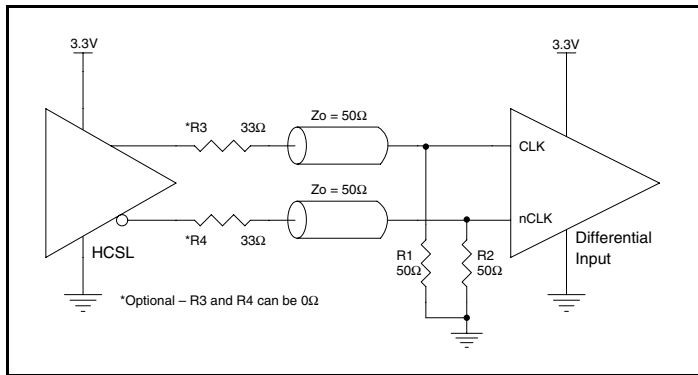 3.3V
3.3V
*R3 33Ω
Zo = 50Ω
CLK
Zo = 50Ω
nCLK
*R4 33Ω
HCSL
R1
50Ω
R2
50Ω
Differential
Input
*Optional – R3 and R4 can be 0Ω